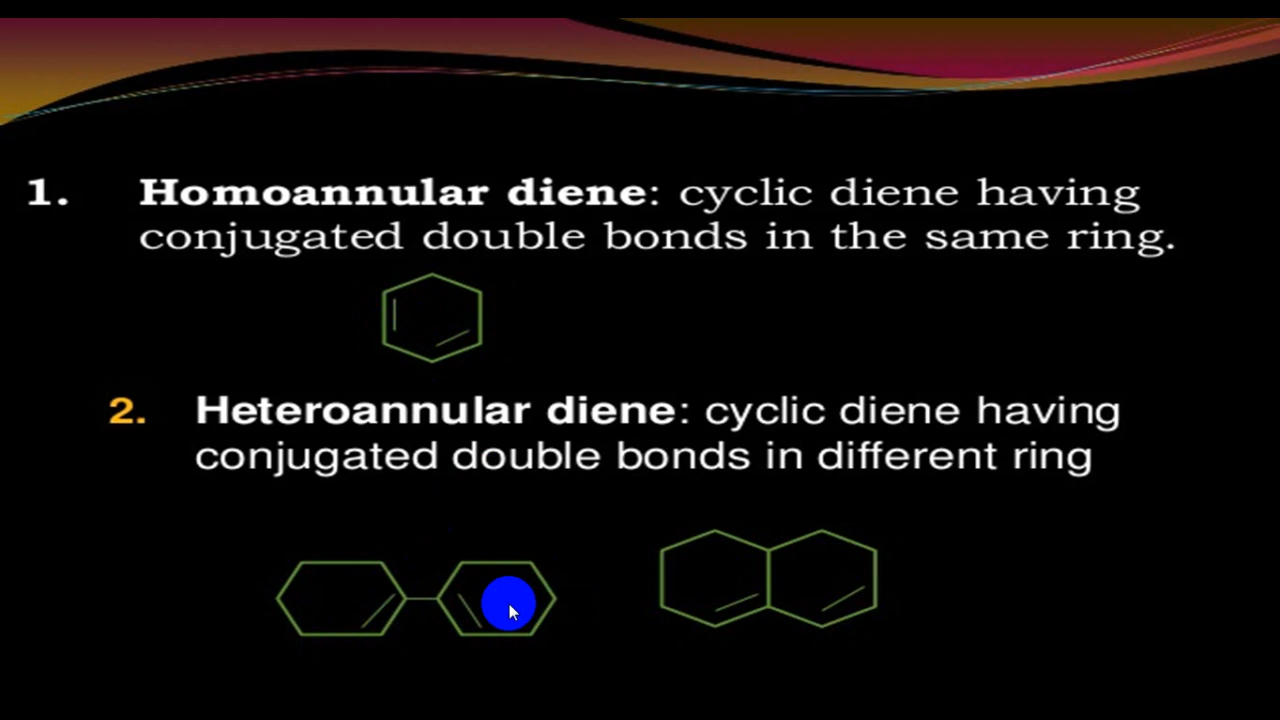 1. Homoannular diene: cyclic diene having
conjugated double bonds in the same ring.
2. Heteroannular diene: cyclic diene having
conjugated double bonds in different ring